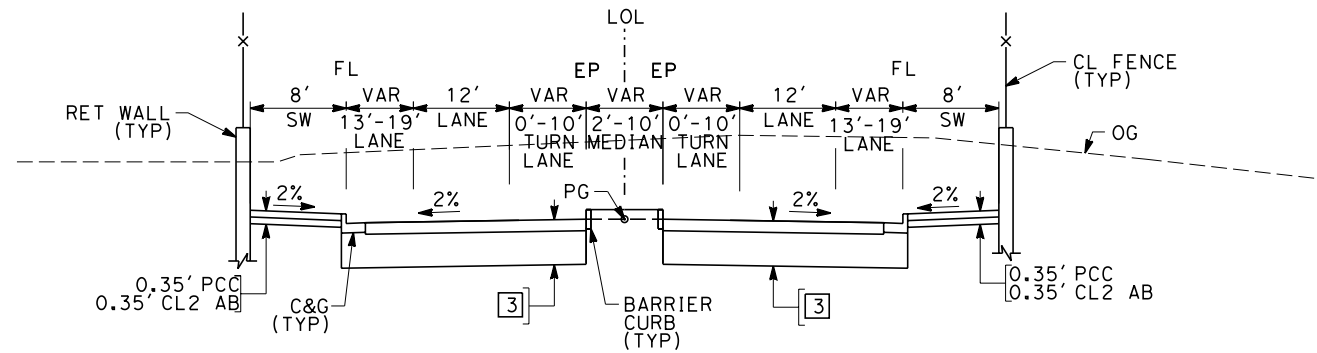 LOL
FL
EP
EP
FL
8'
VAR
12'
VAR
VAR
VAR
12'
VAR
8'
SW
13'-19'
LANE
LANE
0'-10'
TURN
LANE
2'-10'
MEDIAN
0'-10'
TURN
LANE
LANE
13'-19'
LANE
SW
RET WALL
(TYP)
CL FENCE
(TYP)
OG
2%
2%
PG
2%
2%
0.35' PCC
0.35' CL2 AB
C&G
(TYP)
3
BARRIER
CURB
(TYP)
3
0.35' PCC
0.35' CL2 AB